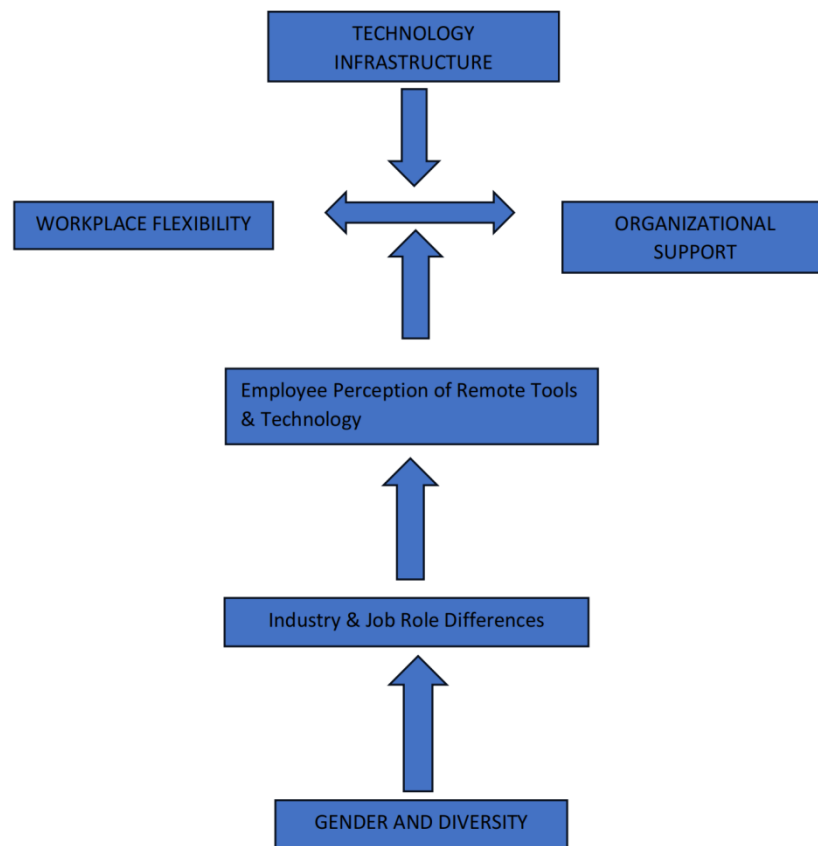 TECHNOLOGY
INFRASTRUCTURE
WORKPLACE FLEXIBILITY
ORGANIZATIONAL
SUPPORT
Employee Perception of Remote Tools
& Technology
Industry & Job Role Differences
GENDER AND DIVERSITY